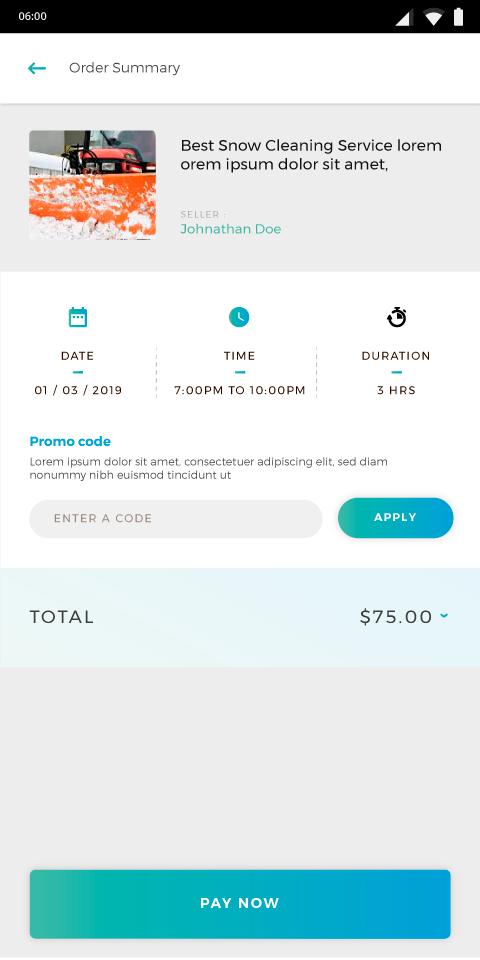 06:00
Order Summary
Best Snow Cleaning Service lorem
orem ipsum dolor sit amet,
SELLER :
Johnathan Doe
DATE
TIME
DURATION
01 / 03 / 2019
7:00PM TO 10:00PM
3 HRS
Promo code
Lorem ipsum dolor sit amet, consectetuer adipiscing elit, sed diam
nonummy nibh euismod tincidunt ut
ENTER A CODE
APPLY
TOTAL
$75.00
PAY NOW